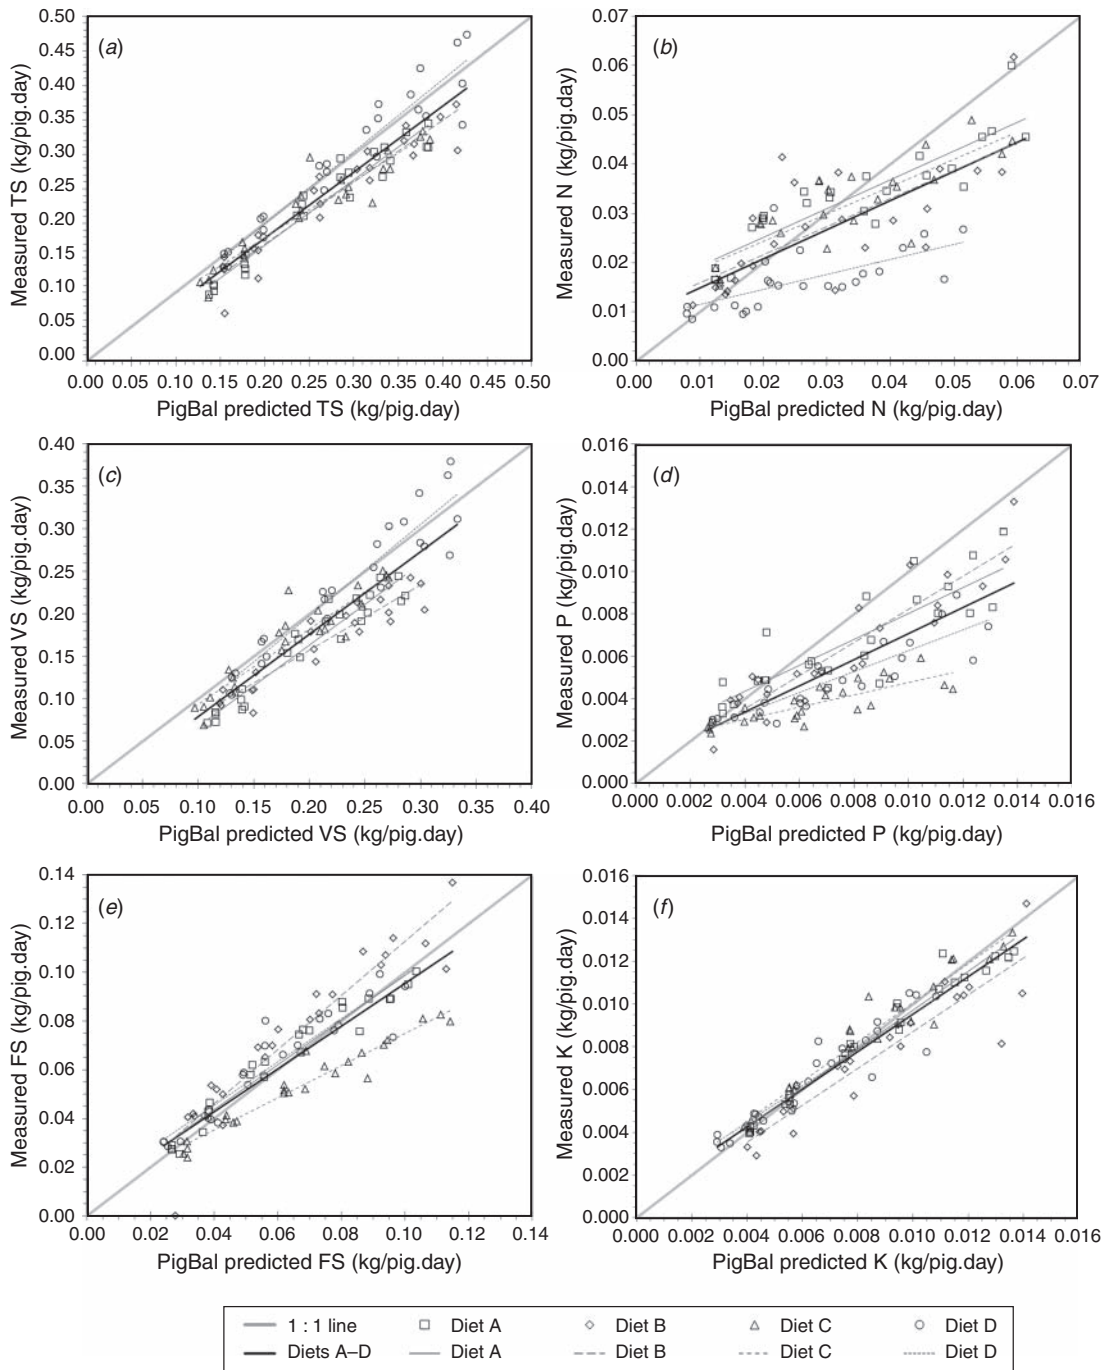 (a)
Measured TS (kg/pig.day)
0.50
0.45
0.40
0.35
0.30
0.25
0.20
0.15
0.10
0.05
0.00
0.00 0.05 0.10 0.15 0.20 0.25 0.30 0.35 0.40 0.45 0.50
PigBal predicted TS (kg/pig.day)
(b)
Measured N (kg/pig.day)
0.07
0.06
0.05
0.04
0.03
0.02
0.01
0.00
0.00 0.01 0.02 0.03 0.04 0.05 0.06 0.07
PigBal predicted N (kg/pig.day)
(c)
Measured VS (kg/pig.day)
0.40
0.35
0.30
0.25
0.20
0.15
0.10
0.05
0.00
0.00 0.05 0.10 0.15 0.20 0.25 0.30 0.35 0.40
PigBal predicted VS (kg/pig.day)
(d)
Measured P (kg/pig.day)
0.016
0.014
0.012
0.010
0.008
0.006
0.004
0.002
0.000
0.000 0.002 0.004 0.006 0.008 0.010 0.012 0.014 0.016
PigBal predicted P (kg/pig.day)
(e)
Measured FS (kg/pig.day)
0.14
0.12
0.10
0.08
0.06
0.04
0.02
0.00
0.00 0.02 0.04 0.06 0.08 0.10 0.12 0.14
PigBal predicted FS (kg/pig.day)
(f)
Measured K (kg/pig.day)
0.016
0.014
0.012
0.010
0.008
0.006
0.004
0.002
0.000
0.000 0.002 0.004 0.006 0.008 0.010 0.012 0.014 0.016
PigBal predicted K (kg/pig.day)
1 : 1 line Diet A Diet B Diet C Diet D
Diets A–D Diet A Diet B Diet C Diet D